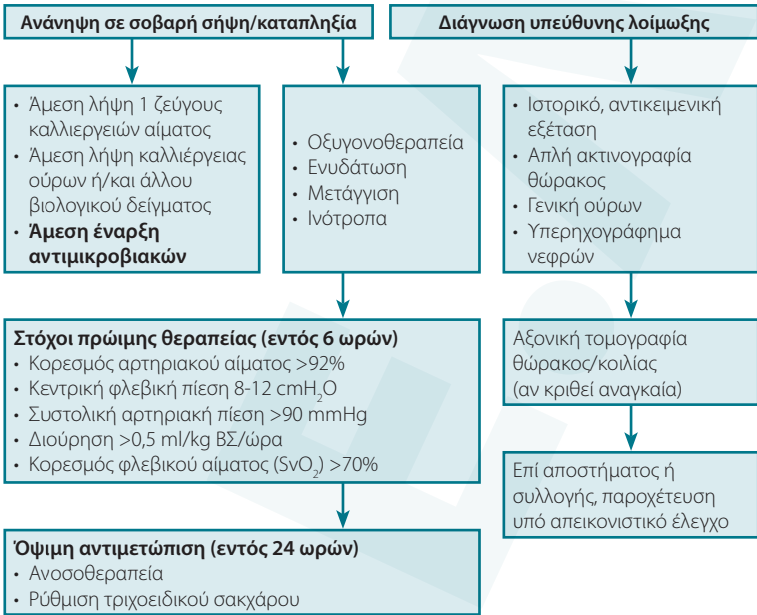 Ανάνηψη σε σοβαρή σήψη/καταπληξία
• Άμεση λήψη 1 ζεύγους
καλλιεργειών αίματος
• Άμεση λήψη καλλιέργειας
ούρων ή/και άλλου
βιολογικού δείγματος
• Άμεση έναρξη
αντιμικροβιακών
• Οξυγονοθεραπεία
• Ενυδάτωση
• Μετάγγιση
• Ινότροπα
Στόχοι πρώιμης θεραπείας (εντός 6 ωρών)
• Κορεσμός αρτηριακού αίματος >92%
• Κεντρική φλεβική πίεση 8-12 cmH₂O
• Συστολική αρτηριακή πίεση >90 mmHg
• Διούρηση >0,5 ml/kg ΒΣ/ώρα
• Κορεσμός φλεβικού αίματος (SvO₂) >70%
Όψιμη αντιμετώπιση (εντός 24 ωρών)
• Ανοσοθεραπεία
• Ρύθμιση τριχοειδικού σακχάρου
Διάγνωση υπεύθυνης λοίμωξης
• Ιστορικό, αντικειμενική
εξέταση
• Απλή ακτινογραφία
θώρακος
• Γενική ούρων
• Υπερηχογράφημα
νεφρών
Αξονική τομογραφία
θώρακος/κοιλίας
(αν κριθεί αναγκαία)
Επί αποστήματος ή
συλλογής, παροχέτευση
υπό απεικονιστικό έλεγχο